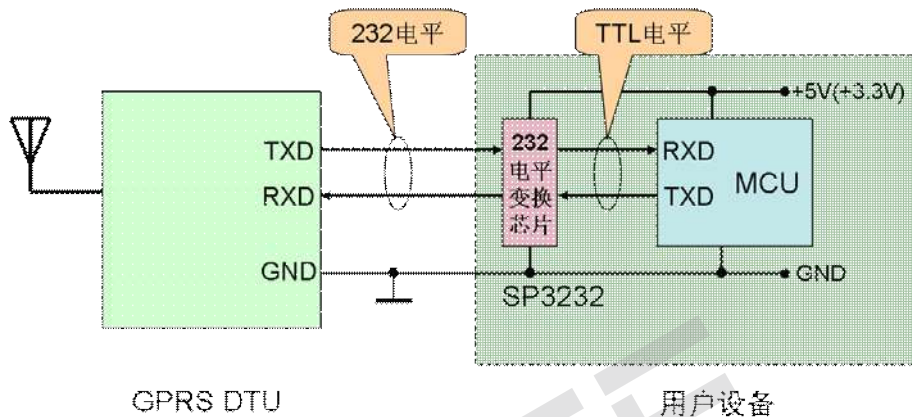 232电平
TTL电平
+5V(+3.3V)
TXD
RXD
GND
232
电平
变换
芯片
RXD
TXD
MCU
GND
SP3232
GPRS DTU
用户设备